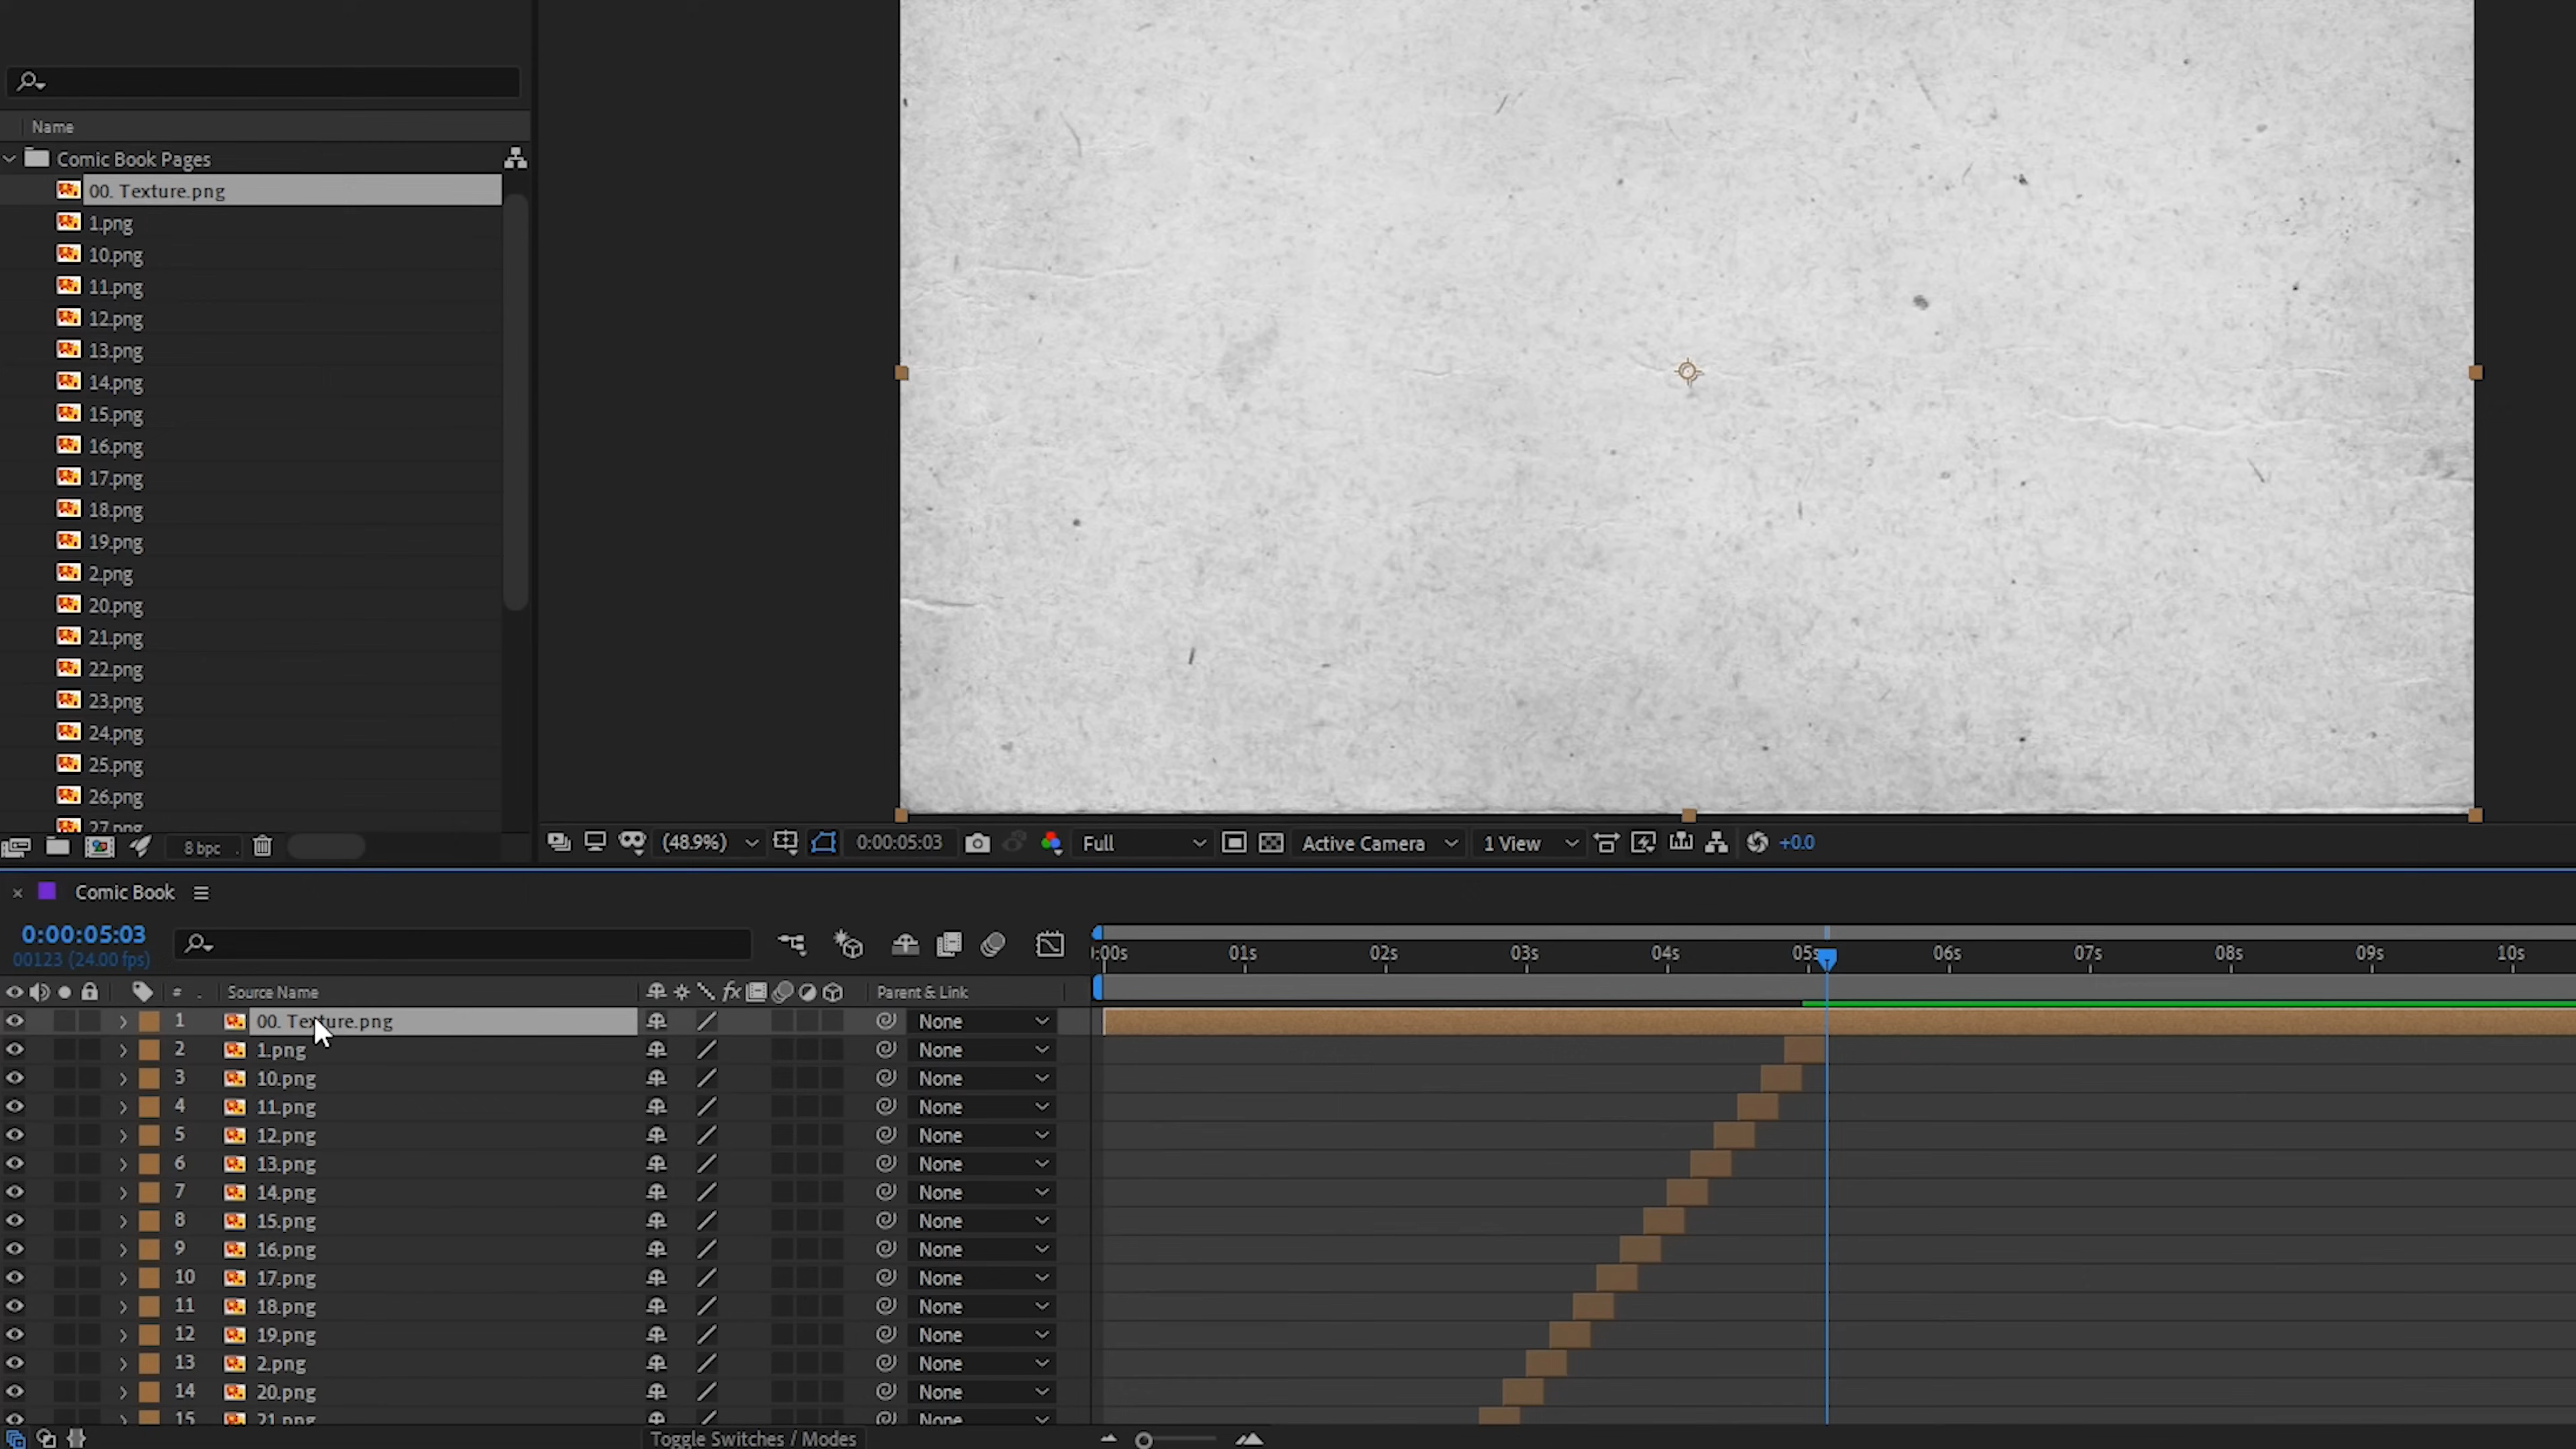 Name
Comic Book Pages
00. Texture.png
1.png
10.png
11.png
12.png
13.png
14.png
15.png
16.png
17.png
18.png
19.png
2.png
20.png
21.png
22.png
23.png
24.png
25.png
26.png
27.png
8 bpc
(48.9%) 0:00:05:03 Full Active Camera 1 View +0.0
Comic Book
0:00:05:03
00123 (24.00 fps)
:00s 01s 02s 03s 04s 05s 06s 07s 08s 09s 10s
# . Source Name fx Parent & Link
1 00. Texture.png None
2 1.png None
3 10.png None
4 11.png None
5 12.png None
6 13.png None
7 14.png None
8 15.png None
9 16.png None
10 17.png None
11 18.png None
12 19.png None
13 2.png None
14 20.png None
15 21.png
Toggle Switches / Modes